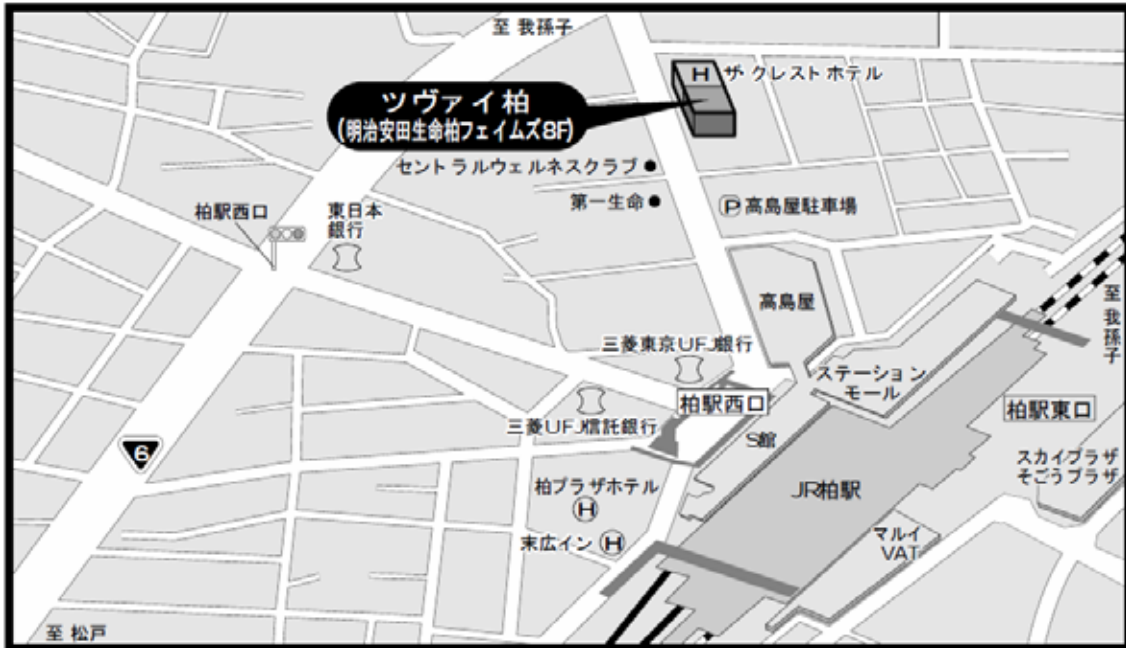 至 我孫子
H ザ・クレストホテル
ツヴァイ柏
(明治安田生命柏フェイムズ8F)
セントラルウェルネスクラブ
第一生命
P 高島屋駐車場
柏駅西口
東日本
銀行
高島屋
至 我孫子
三菱東京UFJ銀行
ステーション
モール
柏駅西口
柏駅東口
三菱UFJ信託銀行
S館
6
スカイプラザ
そごうプラザ
柏プラザホテル
H
JR柏駅
末広イン H
マルイ
VAT
至 松戸